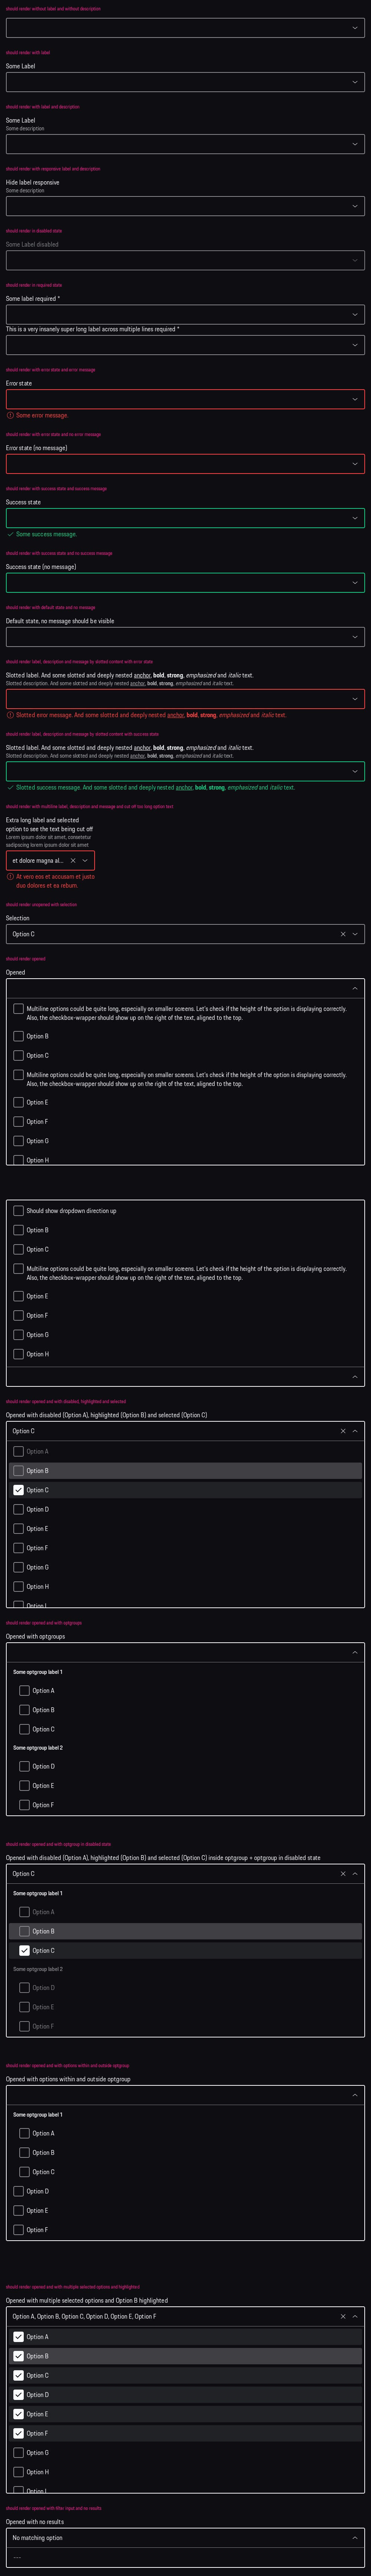 should render without label and without description
should render with label
Some Label
should render with label and description
Some Label
Some description
should render with responsive label and description
Hide label responsive
Some description
should render in disabled state
Some Label disabled
should render in required state
Some label required *
This is a very insanely super long label across multiple lines required *
should render with error state and error message
Error state
Some error message.
should render with error state and no error message
Error state (no message)
should render with success state and success message
Success state
Some success message.
should render with success state and no success message
Success state (no message)
should render with default state and no message
Default state, no message should be visible
should render label, description and message by slotted content with error state
Slotted label. And some slotted and deeply nested anchor, bold, strong, emphasized and italic text.
Slotted description. And some slotted and deeply nested anchor, bold, strong, emphasized and italic text.
Slotted error message. And some slotted and deeply nested anchor, bold, strong, emphasized and italic text.
should render label, description and message by slotted content with success state
Slotted label. And some slotted and deeply nested anchor, bold, strong, emphasized and italic text.
Slotted description. And some slotted and deeply nested anchor, bold, strong, emphasized and italic text.
Slotted success message. And some slotted and deeply nested anchor, bold, strong, emphasized and italic text.
should render with multiline label, description and message and cut off too long option text
Extra long label and selected
option to see the text being cut off
Lorem ipsum dolor sit amet, consetetur
sadipscing lorem ipsum dolor sit amet
et dolore magna al...
At vero eos et accusam et justo
duo dolores et ea rebum.
should render unopened with selection
Selection
Option C
should render opened
Opened
Multiline options could be quite long, especially on smaller screens. Let's check if the height of the option is displaying correctly.
Also, the checkbox-wrapper should show up on the right of the text, aligned to the top.
Option B
Option C
Multiline options could be quite long, especially on smaller screens. Let's check if the height of the option is displaying correctly.
Also, the checkbox-wrapper should show up on the right of the text, aligned to the top.
Option E
Option F
Option G
Option H
Should show dropdown direction up
Option B
Option C
Multiline options could be quite long, especially on smaller screens. Let's check if the height of the option is displaying correctly.
Also, the checkbox-wrapper should show up on the right of the text, aligned to the top.
Option E
Option F
Option G
Option H
should render opened and with disabled, highlighted and selected
Opened with disabled (Option A), highlighted (Option B) and selected (Option C)
Option C
Option A
Option B
Option C
Option D
Option E
Option F
Option G
Option H
Option I
should render opened and with optgroups
Opened with optgroups
Some optgroup label 1
Option A
Option B
Option C
Some optgroup label 2
Option D
Option E
Option F
should render opened and with optgroup in disabled state
Opened with disabled (Option A), highlighted (Option B) and selected (Option C) inside optgroup + optgroup in disabled state
Option C
Some optgroup label 1
Option A
Option B
Option C
Some optgroup label 2
Option D
Option E
Option F
should render opened and with options within and outside optgroup
Opened with options within and outside optgroup
Some optgroup label 1
Option A
Option B
Option C
Option D
Option E
Option F
should render opened and with multiple selected options and highlighted
Opened with multiple selected options and Option B highlighted
Option A, Option B, Option C, Option D, Option E, Option F
Option A
Option B
Option C
Option D
Option E
Option F
Option G
Option H
Option I
should render opened with filter input and no results
Opened with no results
No matching option
---